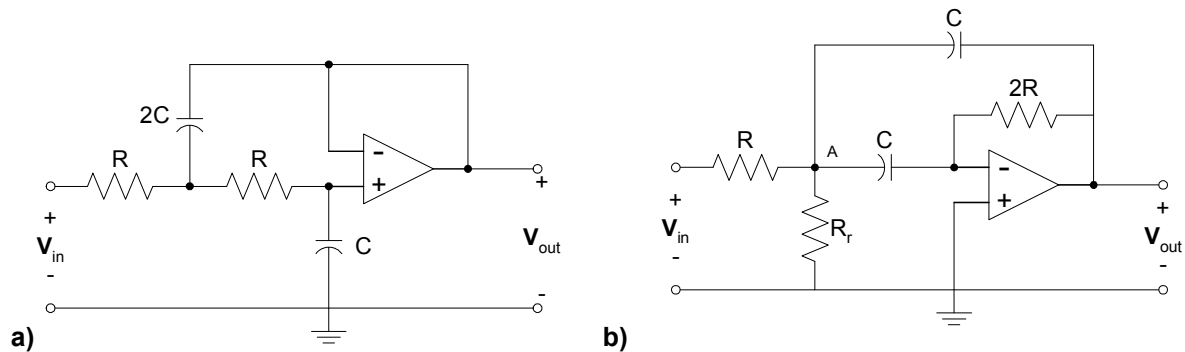 2C
R
R
-
+
+
V_in
-
C
+
V_out
-
a)
C
2R
R
A
C
-
+
R_r
+
V_in
-
+
V_out
-
b)